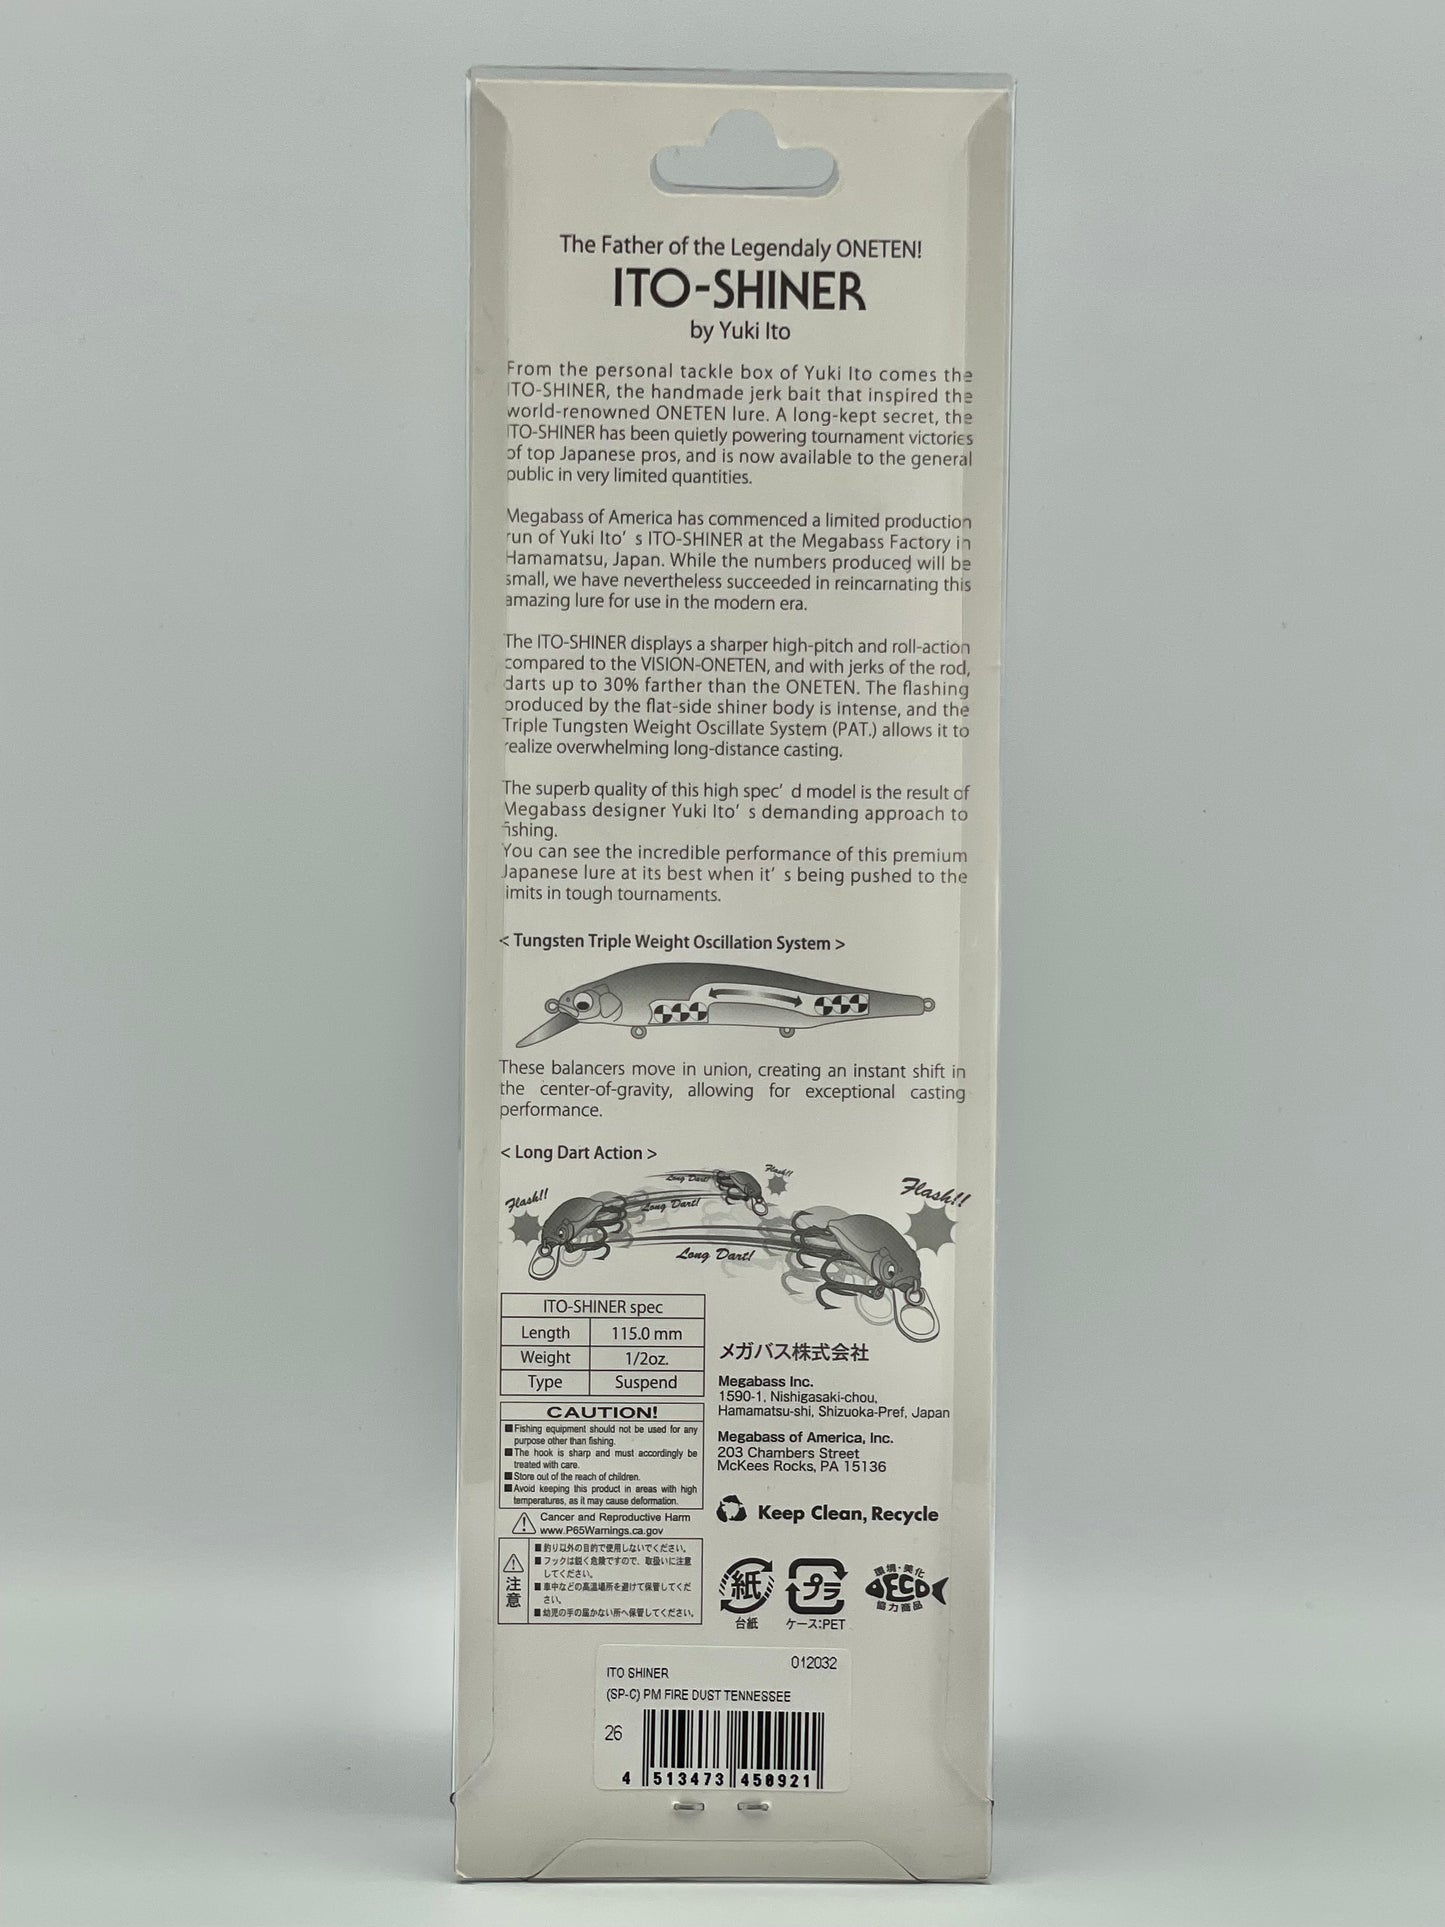 The Father of the Legendaly ONETEN!
ITO-SHINER
by Yuki Ito
From the personal tackle box of Yuki Ito comes the
ITO-SHINER, the handmade jerk bait that inspired the
world-renowned ONETEN lure. A long-kept secret, the
ITO-SHINER has been quietly powering tournament victories
of top Japanese pros, and is now available to the general
public in very limited quantities.
Megabass of America has commenced a limited production
run of Yuki Ito’ s ITO-SHINER at the Megabass Factory in
Hamamatsu, Japan. While the numbers produced will be
small, we have nevertheless succeeded in reincarnating this
amazing lure for use in the modern era.
The ITO-SHINER displays a sharper high-pitch and roll-action
compared to the VISION-ONETEN, and with jerks of the rod,
darts up to 30% farther than the ONETEN. The flashing
produced by the flat-side shiner body is intense, and the
Triple Tungsten Weight Oscillate System (PAT.) allows it to
realize overwhelming long-distance casting.
The superb quality of this high spec’ d model is the result of
Megabass designer Yuki Ito’ s demanding approach to
fishing.
You can see the incredible performance of this premium
Japanese lure at its best when it’ s being pushed to the
limits in tough tournaments.
< Tungsten Triple Weight Oscillation System >
These balancers move in union, creating an instant shift in
the center-of-gravity, allowing for exceptional casting
performance.
< Long Dart Action >
Flash!!
Long Dart!
Flash!!
Long Dart!
Flash!!
Long Dart!
ITO-SHINER spec
Length 115.0 mm
Weight 1/2oz.
Type Suspend
CAUTION!
■Fishing equipment should not be used for any
purpose other than fishing.
■The hook is sharp and must accordingly be
treated with care.
■Store out of the reach of children.
■Avoid keeping this product in areas with high
temperatures, as it may cause deformation.
Cancer and Reproductive Harm
www.P65Warnings.ca.gov
注意
■釣り以外の目的で使用しないでください。
■フックは鋭く危険ですので、取扱いに注意
してください。
■車中などの高温場所を避けて保管してくだ
さい。
■幼児の手の届かない所へ保管してください。
メガバス株式会社
Megabass Inc.
1590-1, Nishigasaki-chou,
Hamamatsu-shi, Shizuoka-Pref, Japan
Megabass of America, Inc.
203 Chambers Street
McKees Rocks, PA 15136
Keep Clean, Recycle
紙
台紙
プラ
ケース:PET
環境・美化
ECO
協力商品
ITO SHINER 012032
(SP-C) PM FIRE DUST TENNESSEE
26
4 513473 450921